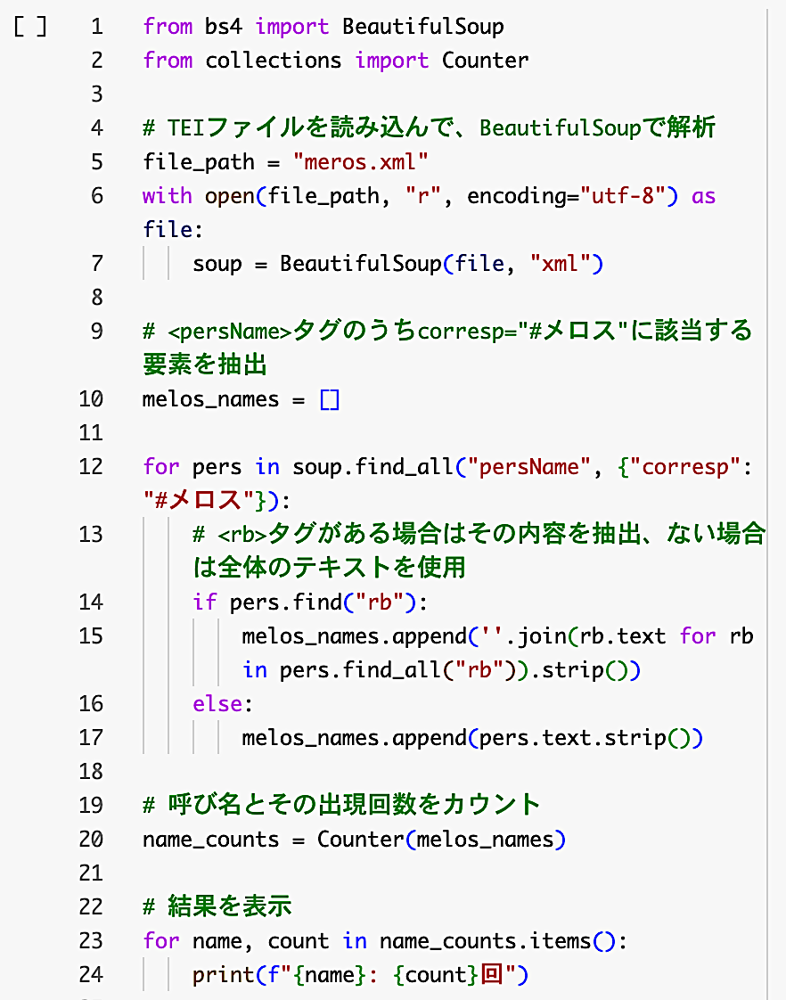 [ ] 1 from bs4 import BeautifulSoup
2 from collections import Counter
3
4 # TEIファイルを読み込んで、BeautifulSoupで解析
5 file_path = "meros.xml"
6 with open(file_path, "r", encoding="utf-8") as
file:
7 soup = BeautifulSoup(file, "xml")
8
9 # <persName>タグのうちcorresp="#メロス"に該当する
要素を抽出
10 melos_names = []
11
12 for pers in soup.find_all("persName", {"corresp":
"#メロス"}):
13 # <rb>タグがある場合はその内容を抽出、ない場合
は全体のテキストを使用
14 if pers.find("rb"):
15 melos_names.append(''.join(rb.text for rb
in pers.find_all("rb")).strip())
16 else:
17 melos_names.append(pers.text.strip())
18
19 # 呼び名とその出現回数をカウント
20 name_counts = Counter(melos_names)
21
22 # 結果を表示
23 for name, count in name_counts.items():
24 print(f"{name}: {count}回")